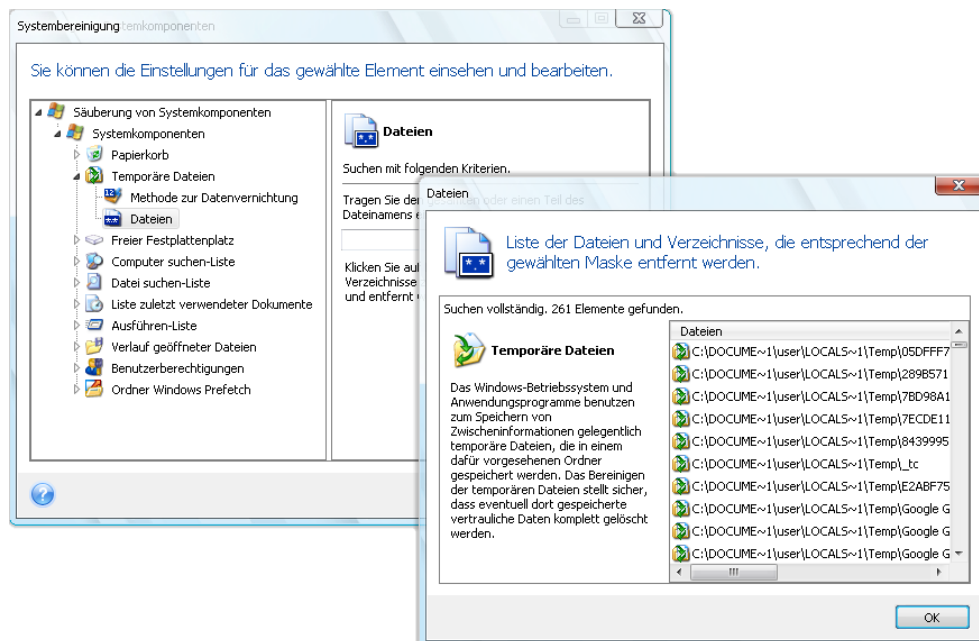 Systembereinigung
temkomponenten
Sie können die Einstellungen für das gewählte Element einsehen und bearbeiten.
Säuberung von Systemkomponenten
Systemkomponenten
Papierkorb
Temporäre Dateien
Methode zur Datenvernichtung
Dateien
Freier Festplattenplatz
Computer suchen-Liste
Datei suchen-Liste
Liste zuletzt verwendeter Dokumente
Ausführen-Liste
Verlauf geöffneter Dateien
Benutzerberechtigungen
Ordner Windows Prefetch
Dateien
Suchen mit folgenden Kriterien.
Tragen Sie den gesamten oder einen Teil des
Dateinamens
Klicken Sie
Verzeichnisse
und entfernt
Dateien
Liste der Dateien und Verzeichnisse, die entsprechend der
gewählten Maske entfernt werden.
Suchen vollständig. 261 Elemente gefunden.
Temporäre Dateien
Das Windows-Betriebssystem und
Anwendungsprogramme benutzen
zum Speichern von
Zwischeninformationen gelegentlich
temporäre Dateien, die in einem
dafür vorgesehenen Ordner
gespeichert werden. Das Bereinigen
der temporären Dateien stellt sicher,
dass eventuell dort gespeicherte
vertrauliche Daten komplett gelöscht
werden.
Dateien
C:\DOCUME~1\user\LOCALS~1\Temp\05DFFF7
C:\DOCUME~1\user\LOCALS~1\Temp\289B571
C:\DOCUME~1\user\LOCALS~1\Temp\7BD98A1
C:\DOCUME~1\user\LOCALS~1\Temp\7ECDE11
C:\DOCUME~1\user\LOCALS~1\Temp\8439995
C:\DOCUME~1\user\LOCALS~1\Temp\_tc
C:\DOCUME~1\user\LOCALS~1\Temp\E2ABF75
C:\DOCUME~1\user\LOCALS~1\Temp\Google G
C:\DOCUME~1\user\LOCALS~1\Temp\Google G
C:\DOCUME~1\user\LOCALS~1\Temp\Google G
OK